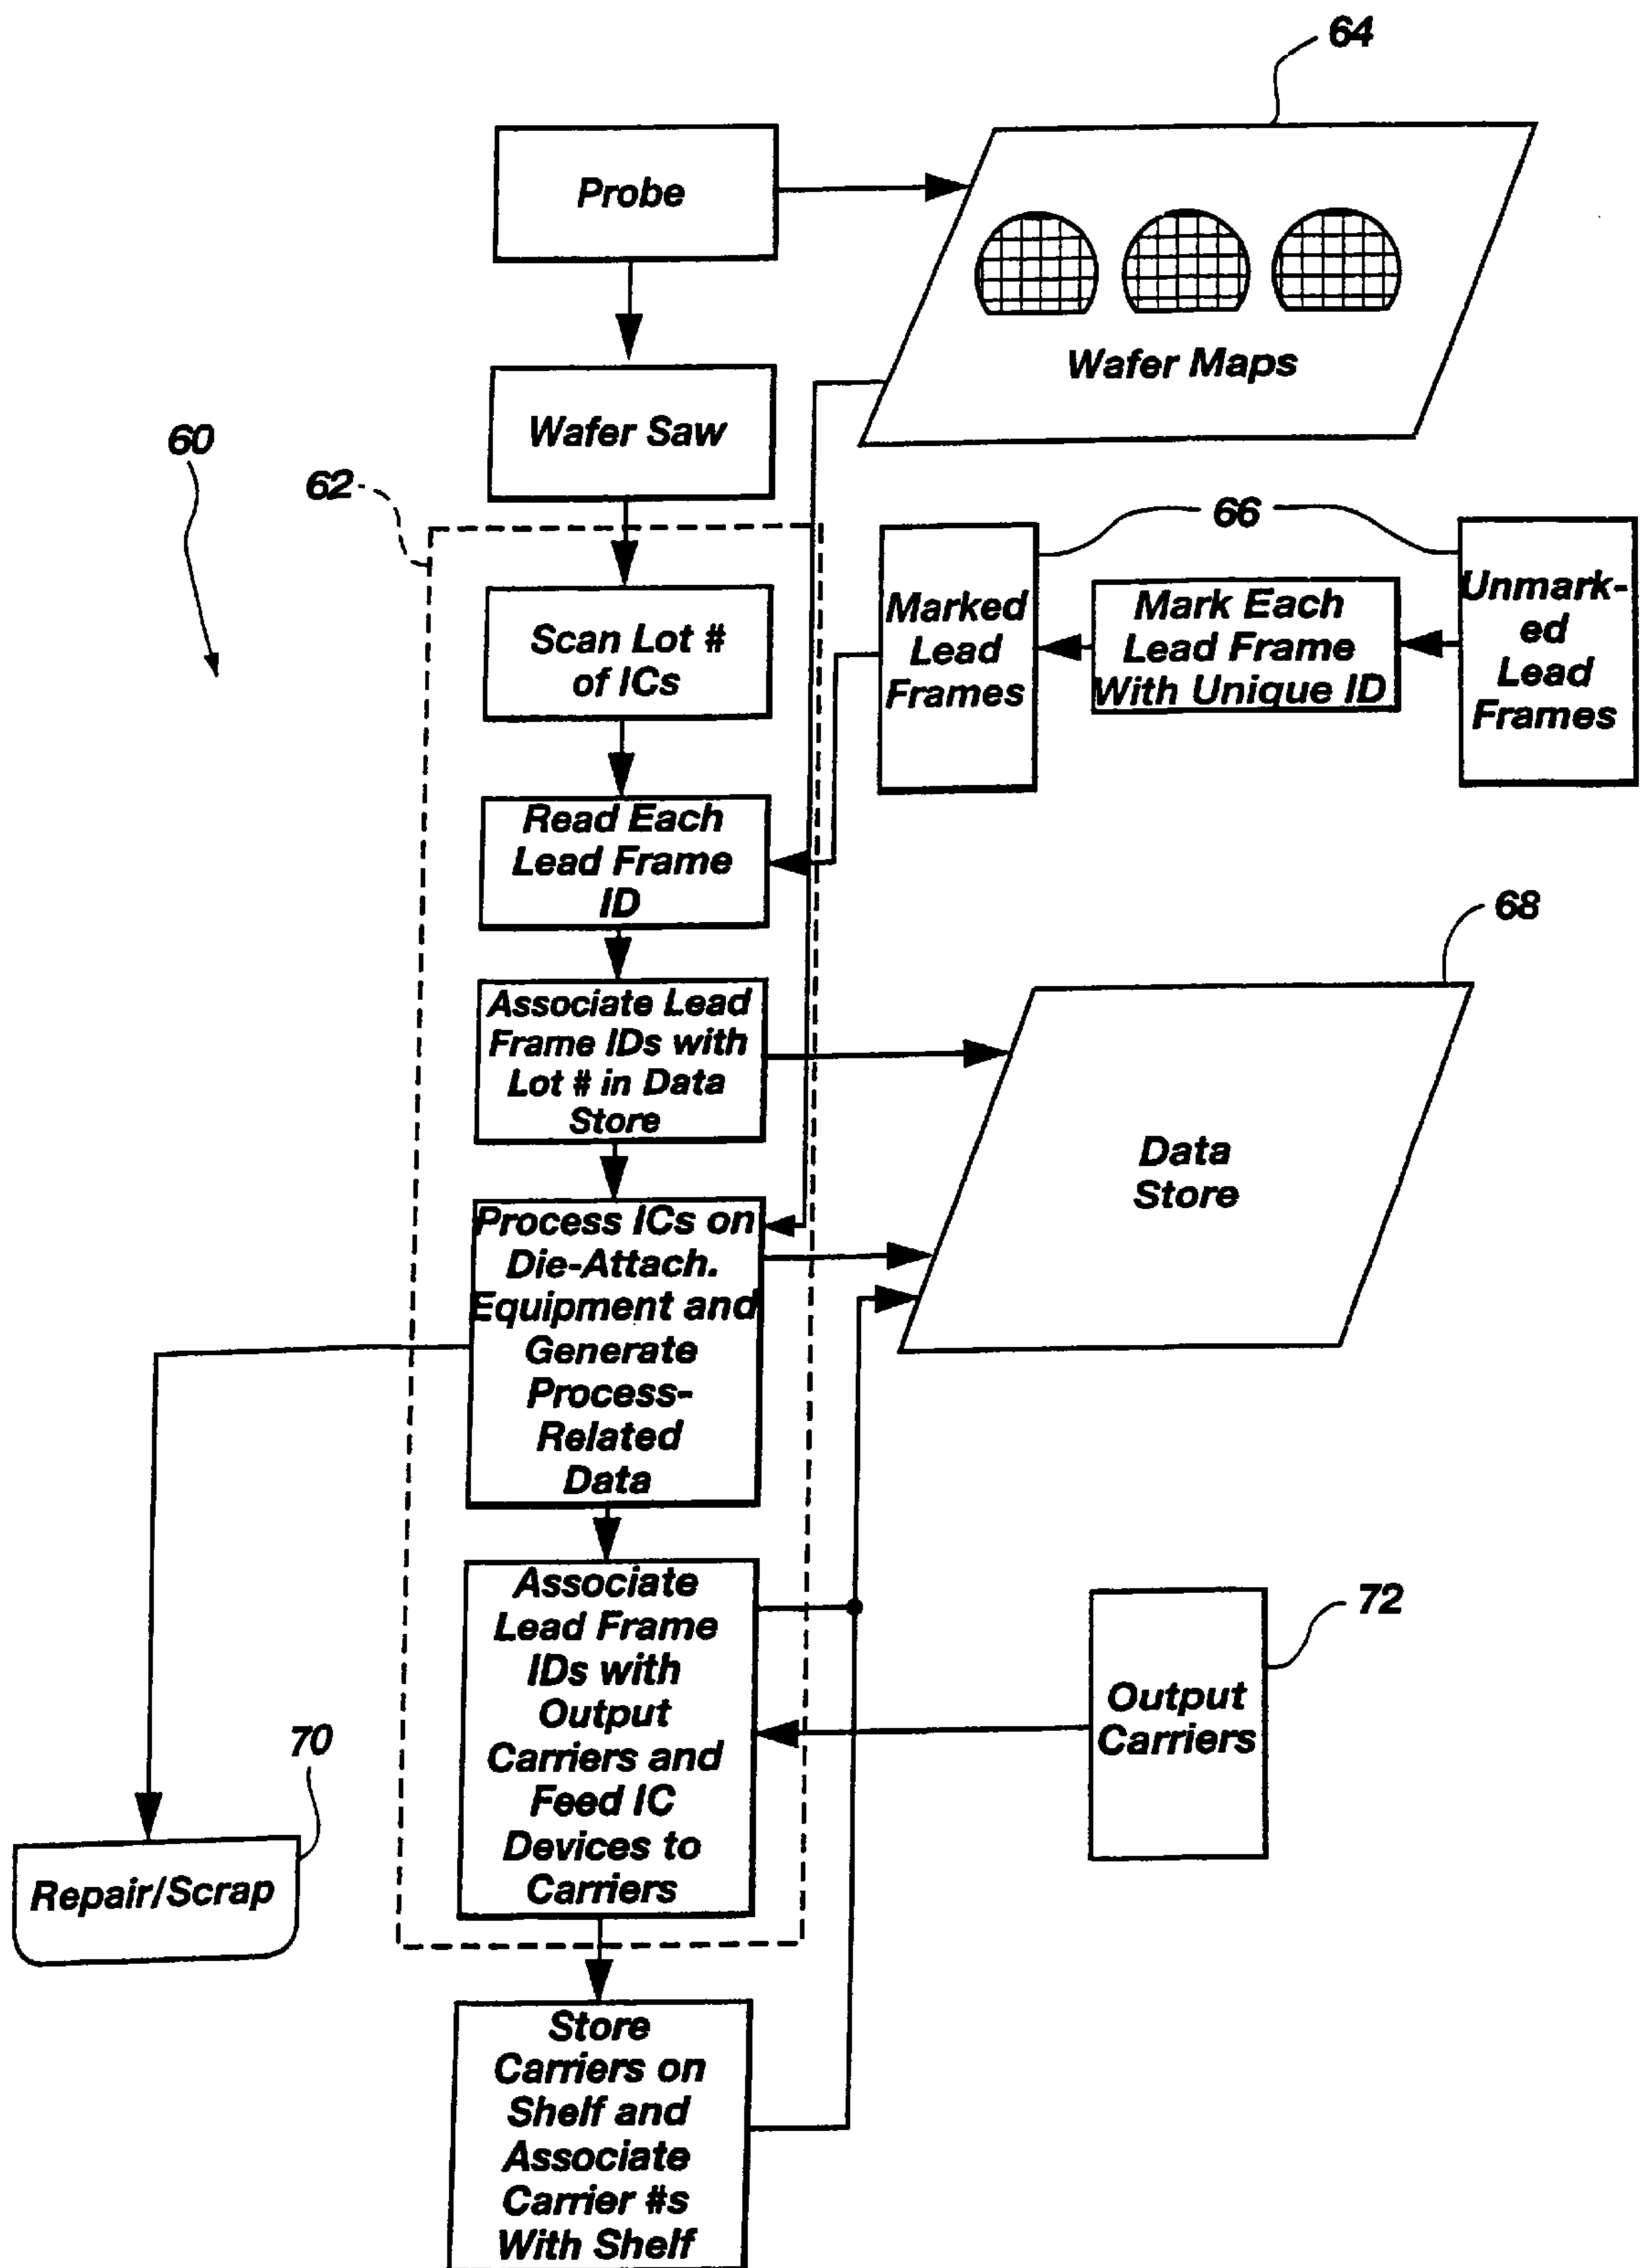 64
Probe
Wafer Maps
Wafer Saw
60
62
66
Scan Lot #
of ICs
Marked
Lead
Frames
Mark Each
Lead Frame
With Unique ID
Unmark-
ed
Lead
Frames
Read Each
Lead Frame
ID
68
Associate Lead
Frame IDs with
Lot # in Data
Store
Data
Store
Process ICs on
Die-Attach.
Equipment and
Generate
Process-
Related
Data
Associate
Lead Frame
IDs with
Output
Carriers and
Feed IC
Devices to
Carriers
72
Output
Carriers
70
Repair/Scrap
Store
Carriers on
Shelf and
Associate
Carrier #s
With Shelf